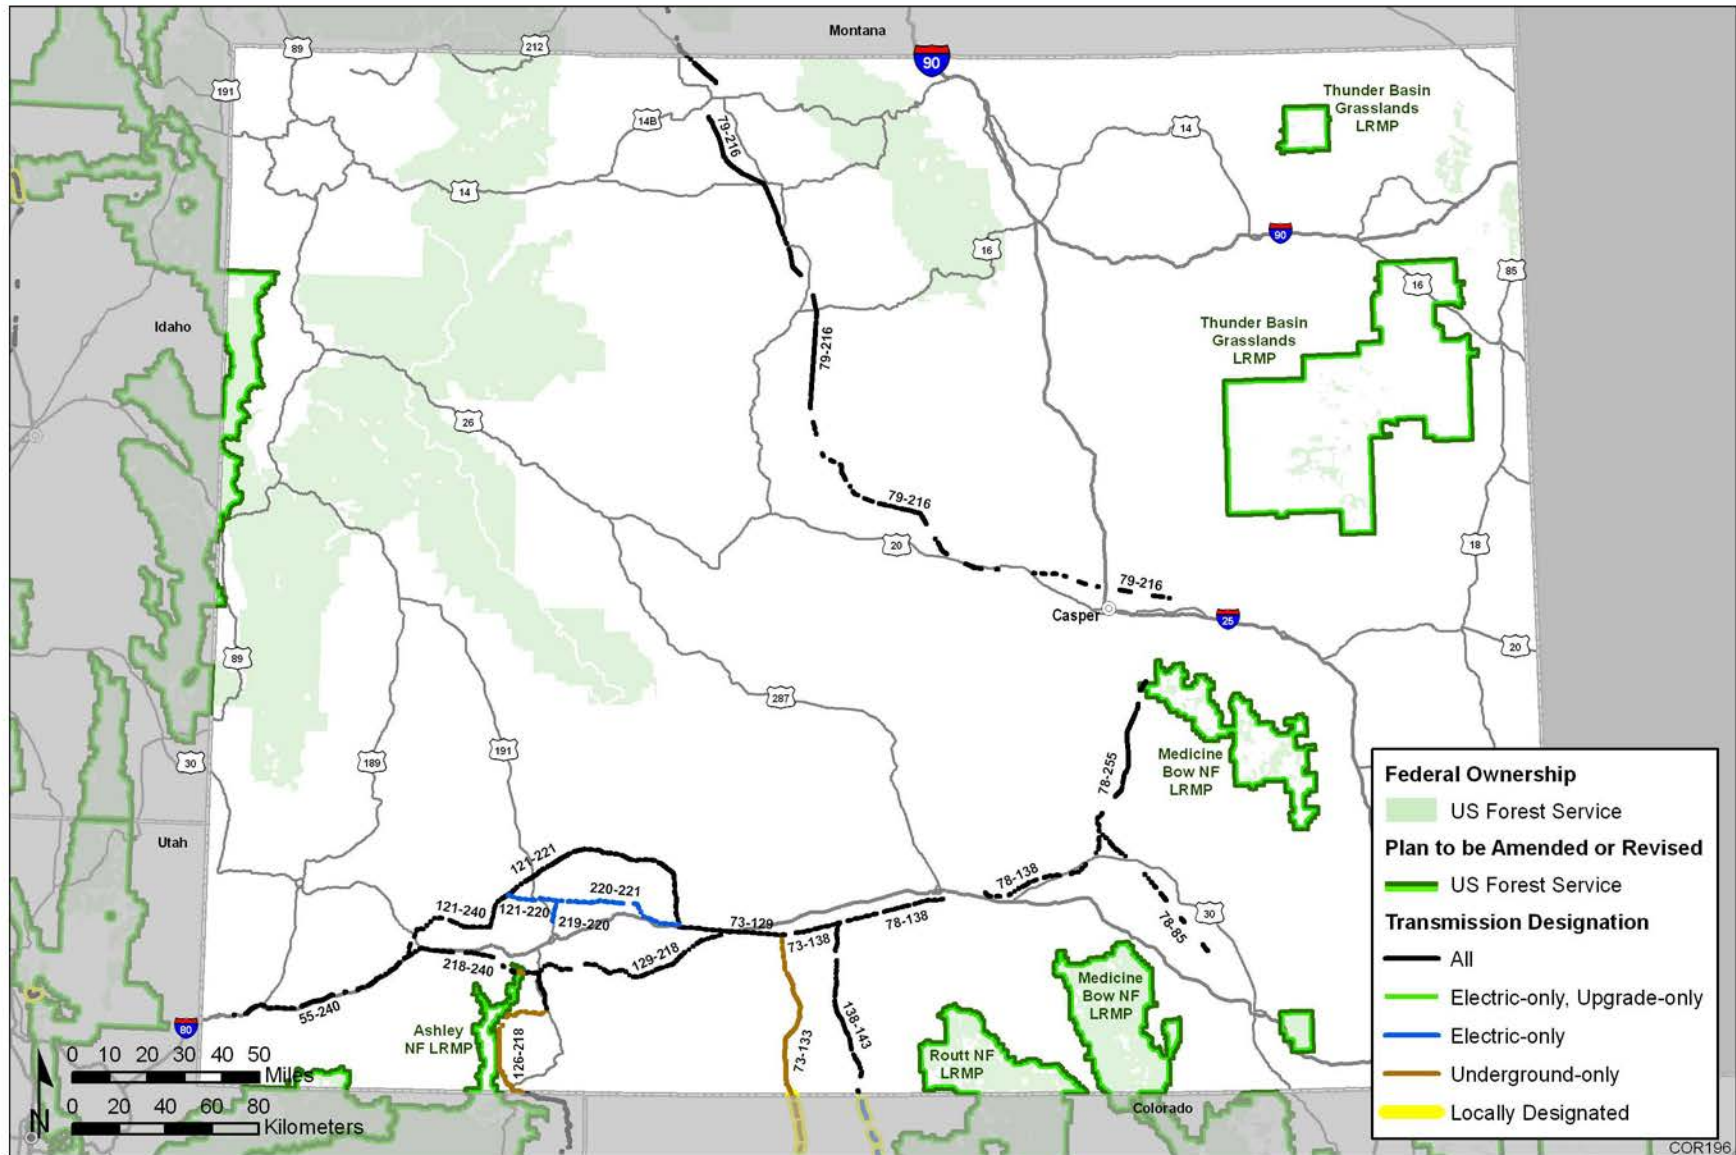 Montana
89
212
90
191
Thunder Basin
Grasslands
LRMP
14B
79-216
14
14
90
16
85
16
Idaho
Thunder Basin
Grasslands
LRMP
79-216
26
79-216
20
18
79-216
Casper
25
20
89
287
30
191
189
78-255
Medicine
Bow NF
LRMP
Utah
121-221
220-221
78-138
121-240
121-220
219-220
73-129
73-138
78-138
78-85
30
218-240
129-218
55-240
80
Ashley
NF LRMP
126-218
73-133
138-143
Medicine
Bow NF
LRMP
Routt NF
LRMP
Colorado
0 10 20 30 40 50
Miles
0 20 40 60 80
Kilometers
N
Federal Ownership
US Forest Service
Plan to be Amended or Revised
US Forest Service
Transmission Designation
All
Electric-only, Upgrade-only
Electric-only
Underground-only
Locally Designated
COR196